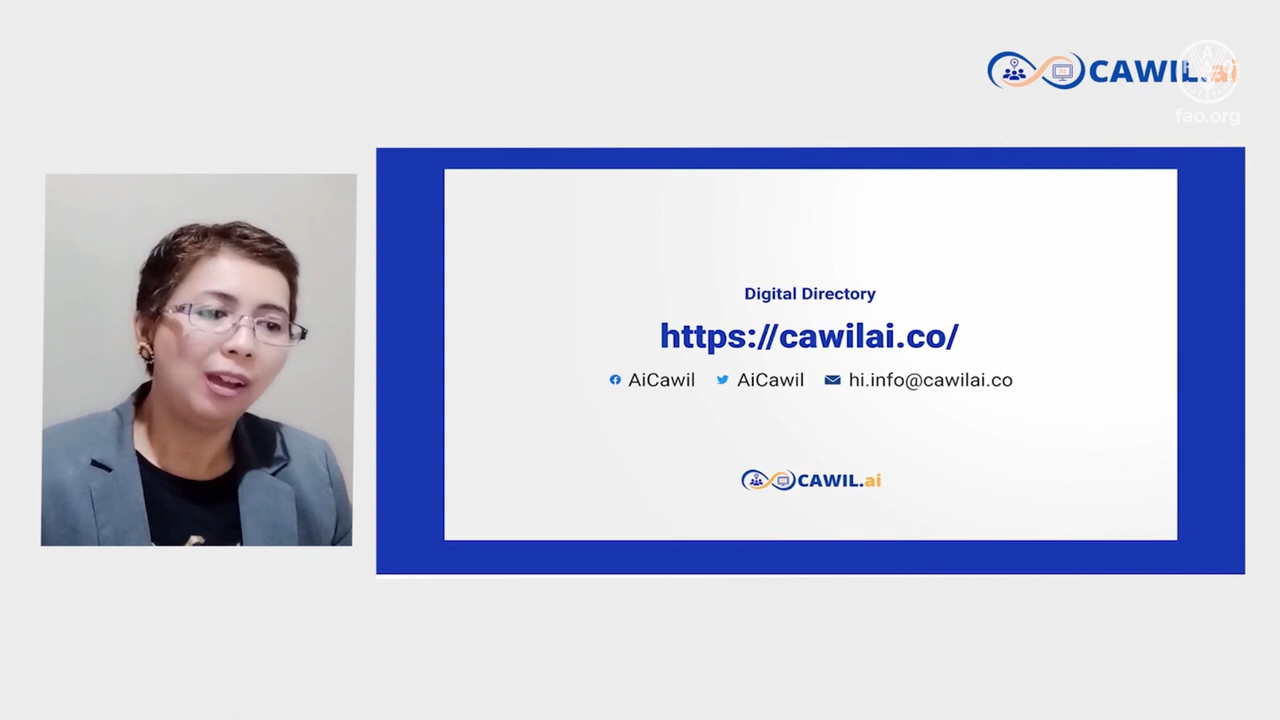 CAWIL.ai
fao.org
Digital Directory
https://cawilai.co/
AiCawil AiCawil hi.info@cawilai.co
CAWIL.ai